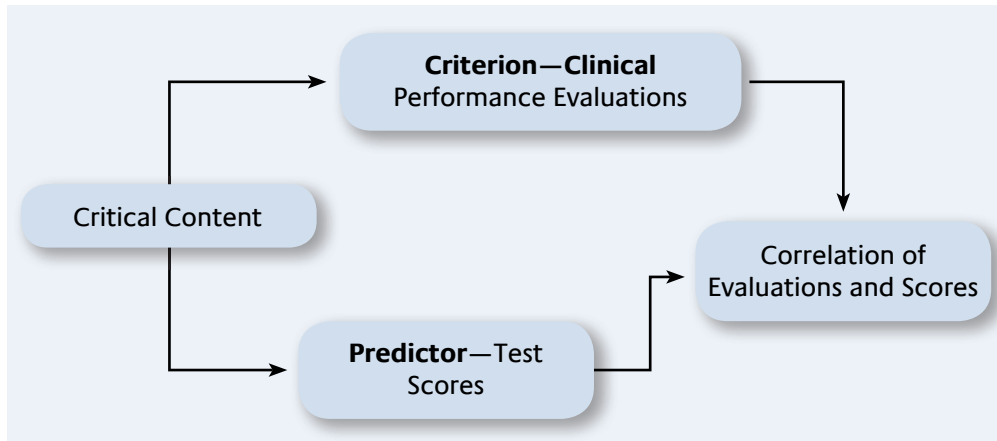 Criterion—Clinical
Performance Evaluations
Critical Content
Correlation of
Evaluations and Scores
Predictor—Test
Scores